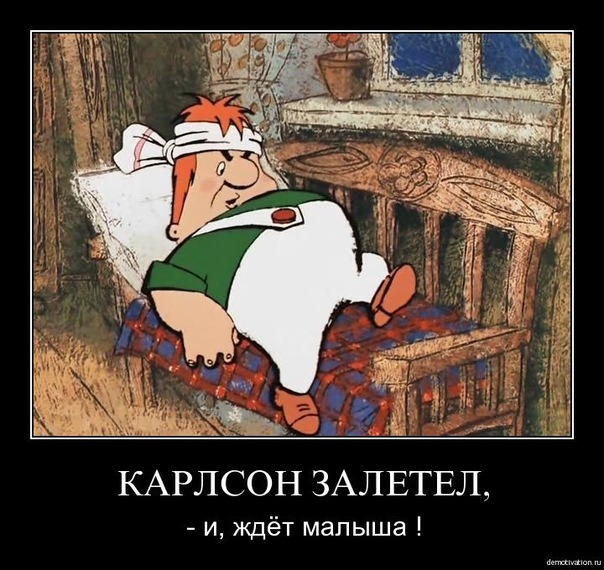 КАРЛСОН ЗАЛЕТЕЛ,
- и, ждёт малыша !
demotivation.ru